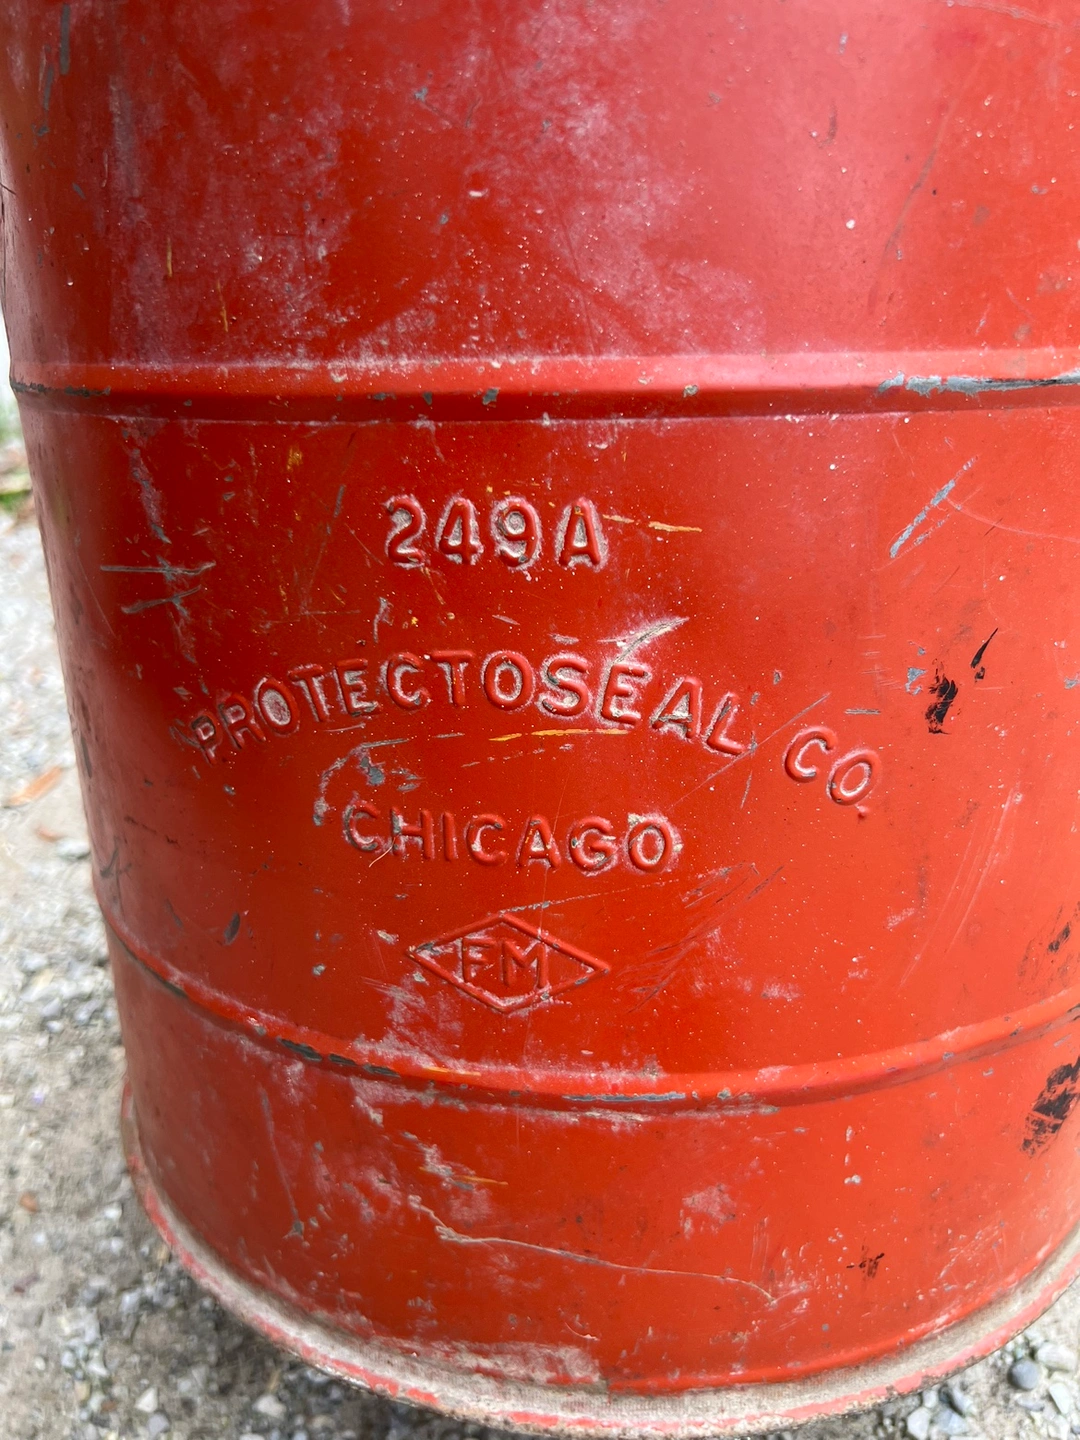 249A
PROTECTOSEAL CO.
CHICAGO
FM